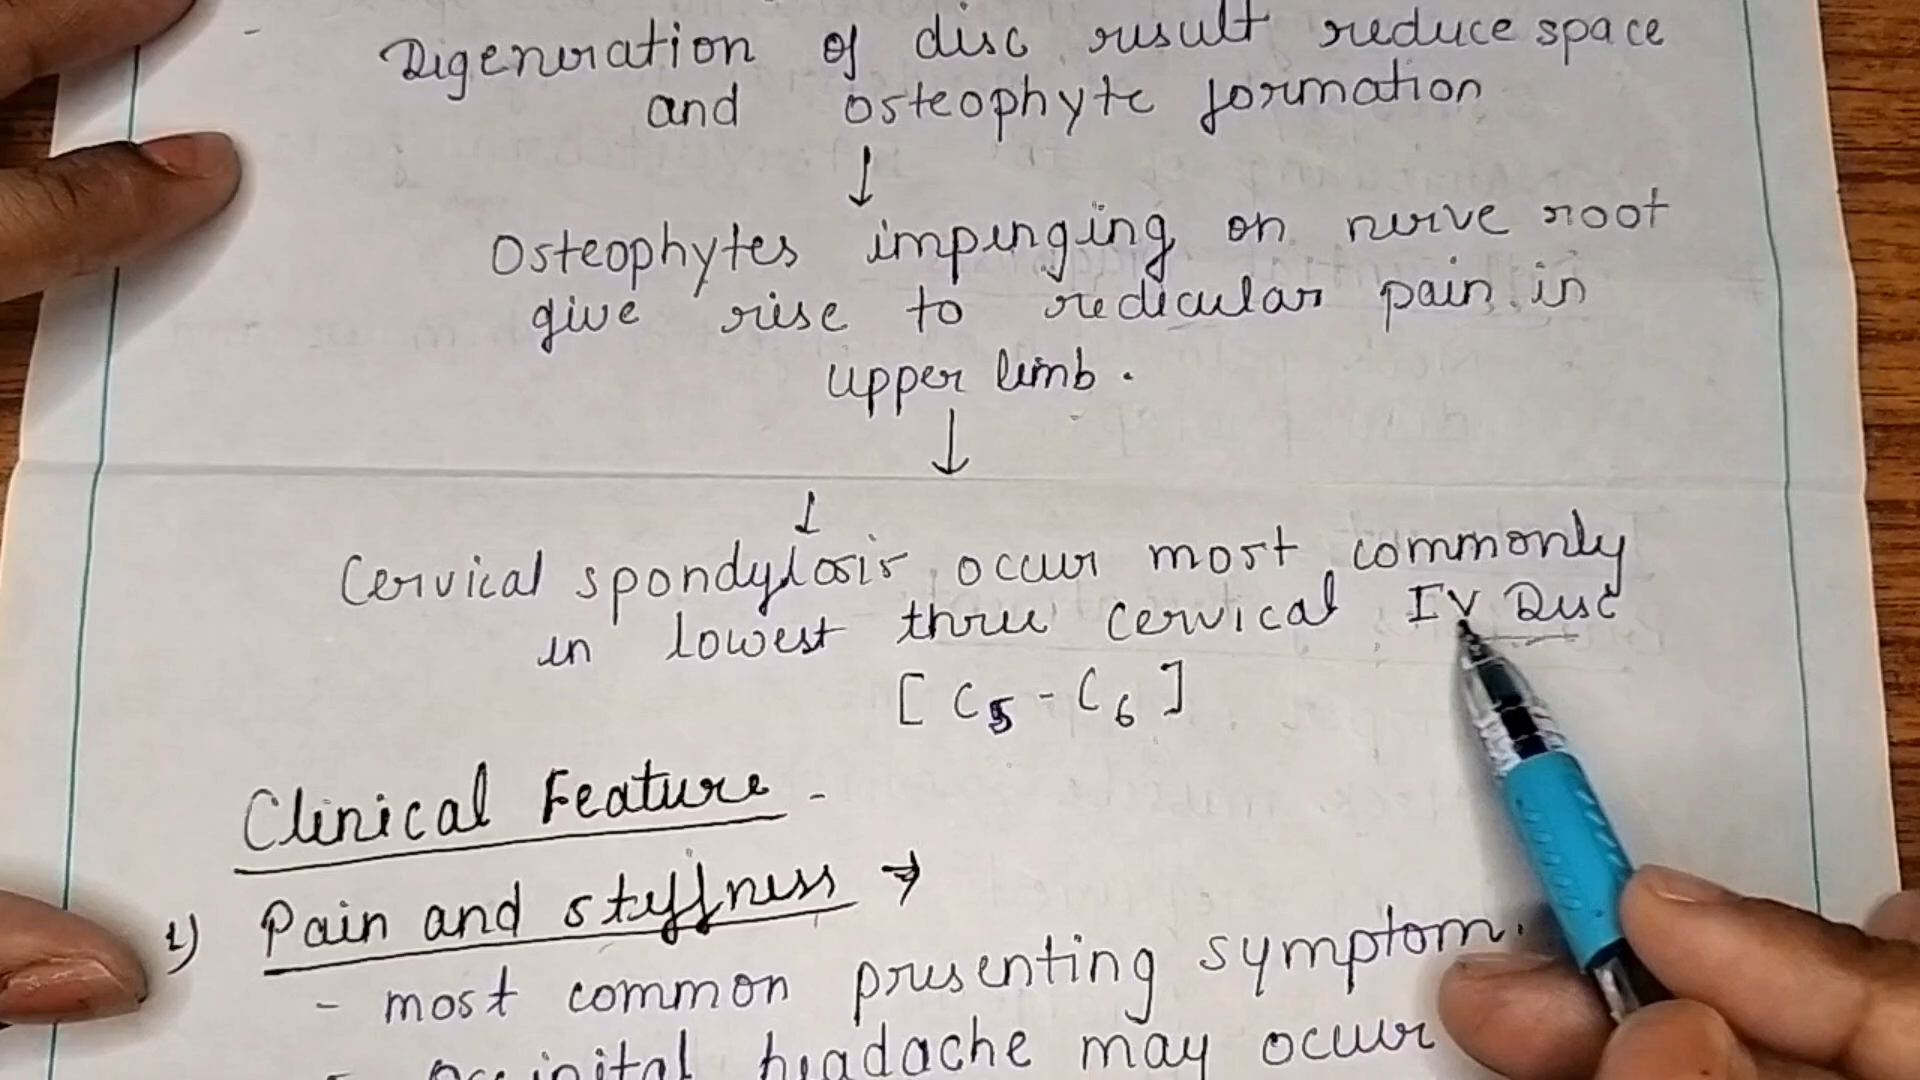 Digeneration of disc result reduce space
and osteophyte formation
↓
Osteophytes impinging on nerve root
give rise to redicular pain in
upper limb.
↓
↓
Cervical spondylosis occur most commonly
in lowest three cervical IV Disc
[C5 - C6]
Clinical Feature -
1) Pain and stiffness →
- most common presenting symptom.
- Occipital headache may ocuur